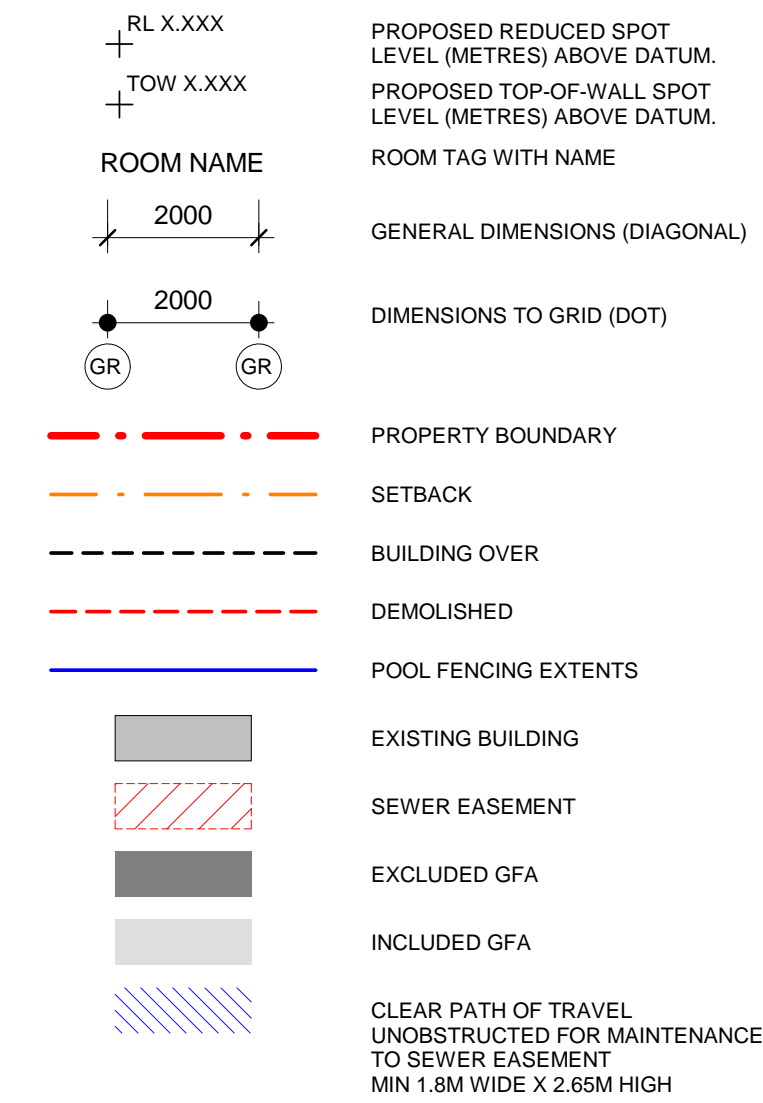 RL X.XXX
PROPOSED REDUCED SPOT
LEVEL (METRES) ABOVE DATUM.
TOW X.XXX
PROPOSED TOP-OF-WALL SPOT
LEVEL (METRES) ABOVE DATUM.
ROOM NAME
ROOM TAG WITH NAME
2000
GENERAL DIMENSIONS (DIAGONAL)
2000
DIMENSIONS TO GRID (DOT)
GR GR
PROPERTY BOUNDARY
SETBACK
BUILDING OVER
DEMOLISHED
POOL FENCING EXTENTS
EXISTING BUILDING
SEWER EASEMENT
EXCLUDED GFA
INCLUDED GFA
CLEAR PATH OF TRAVEL
UNOBSTRUCTED FOR MAINTENANCE
TO SEWER EASEMENT
MIN 1.8M WIDE X 2.65M HIGH